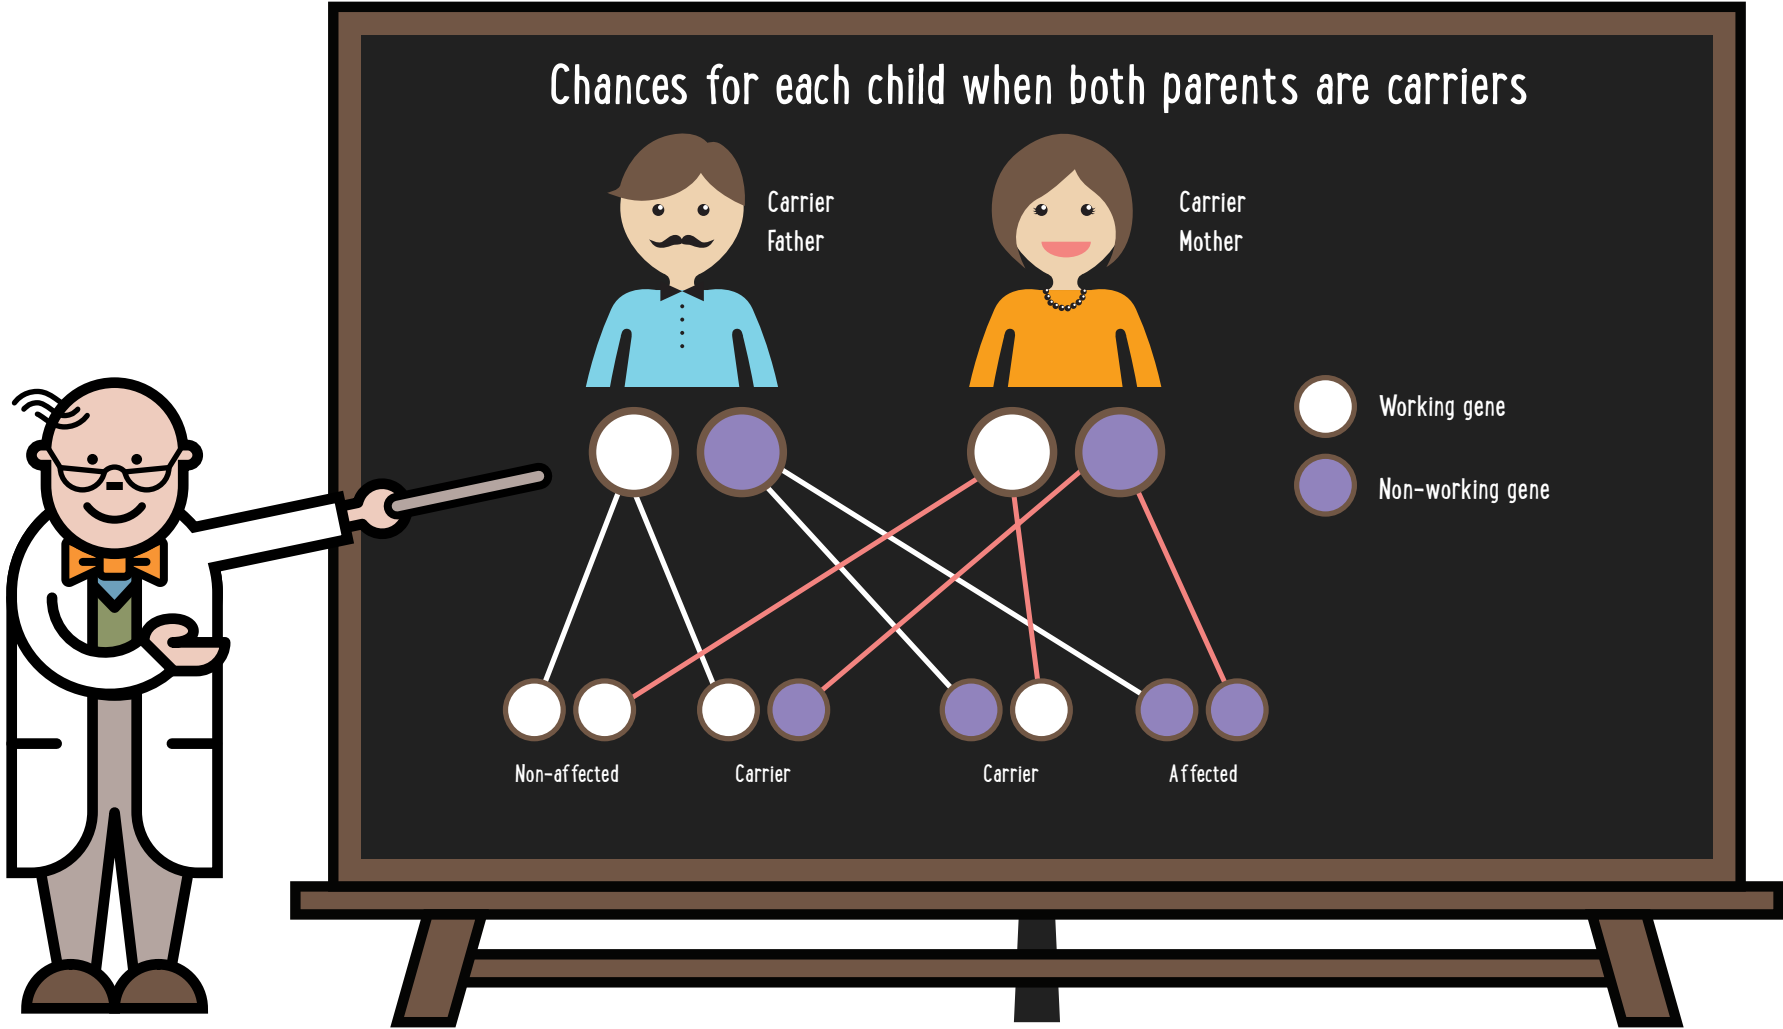 Chances for each child when both parents are carriers
Carrier
Father
Carrier
Mother
Working gene
Non-working gene
Non-affected
Carrier
Carrier
Affected